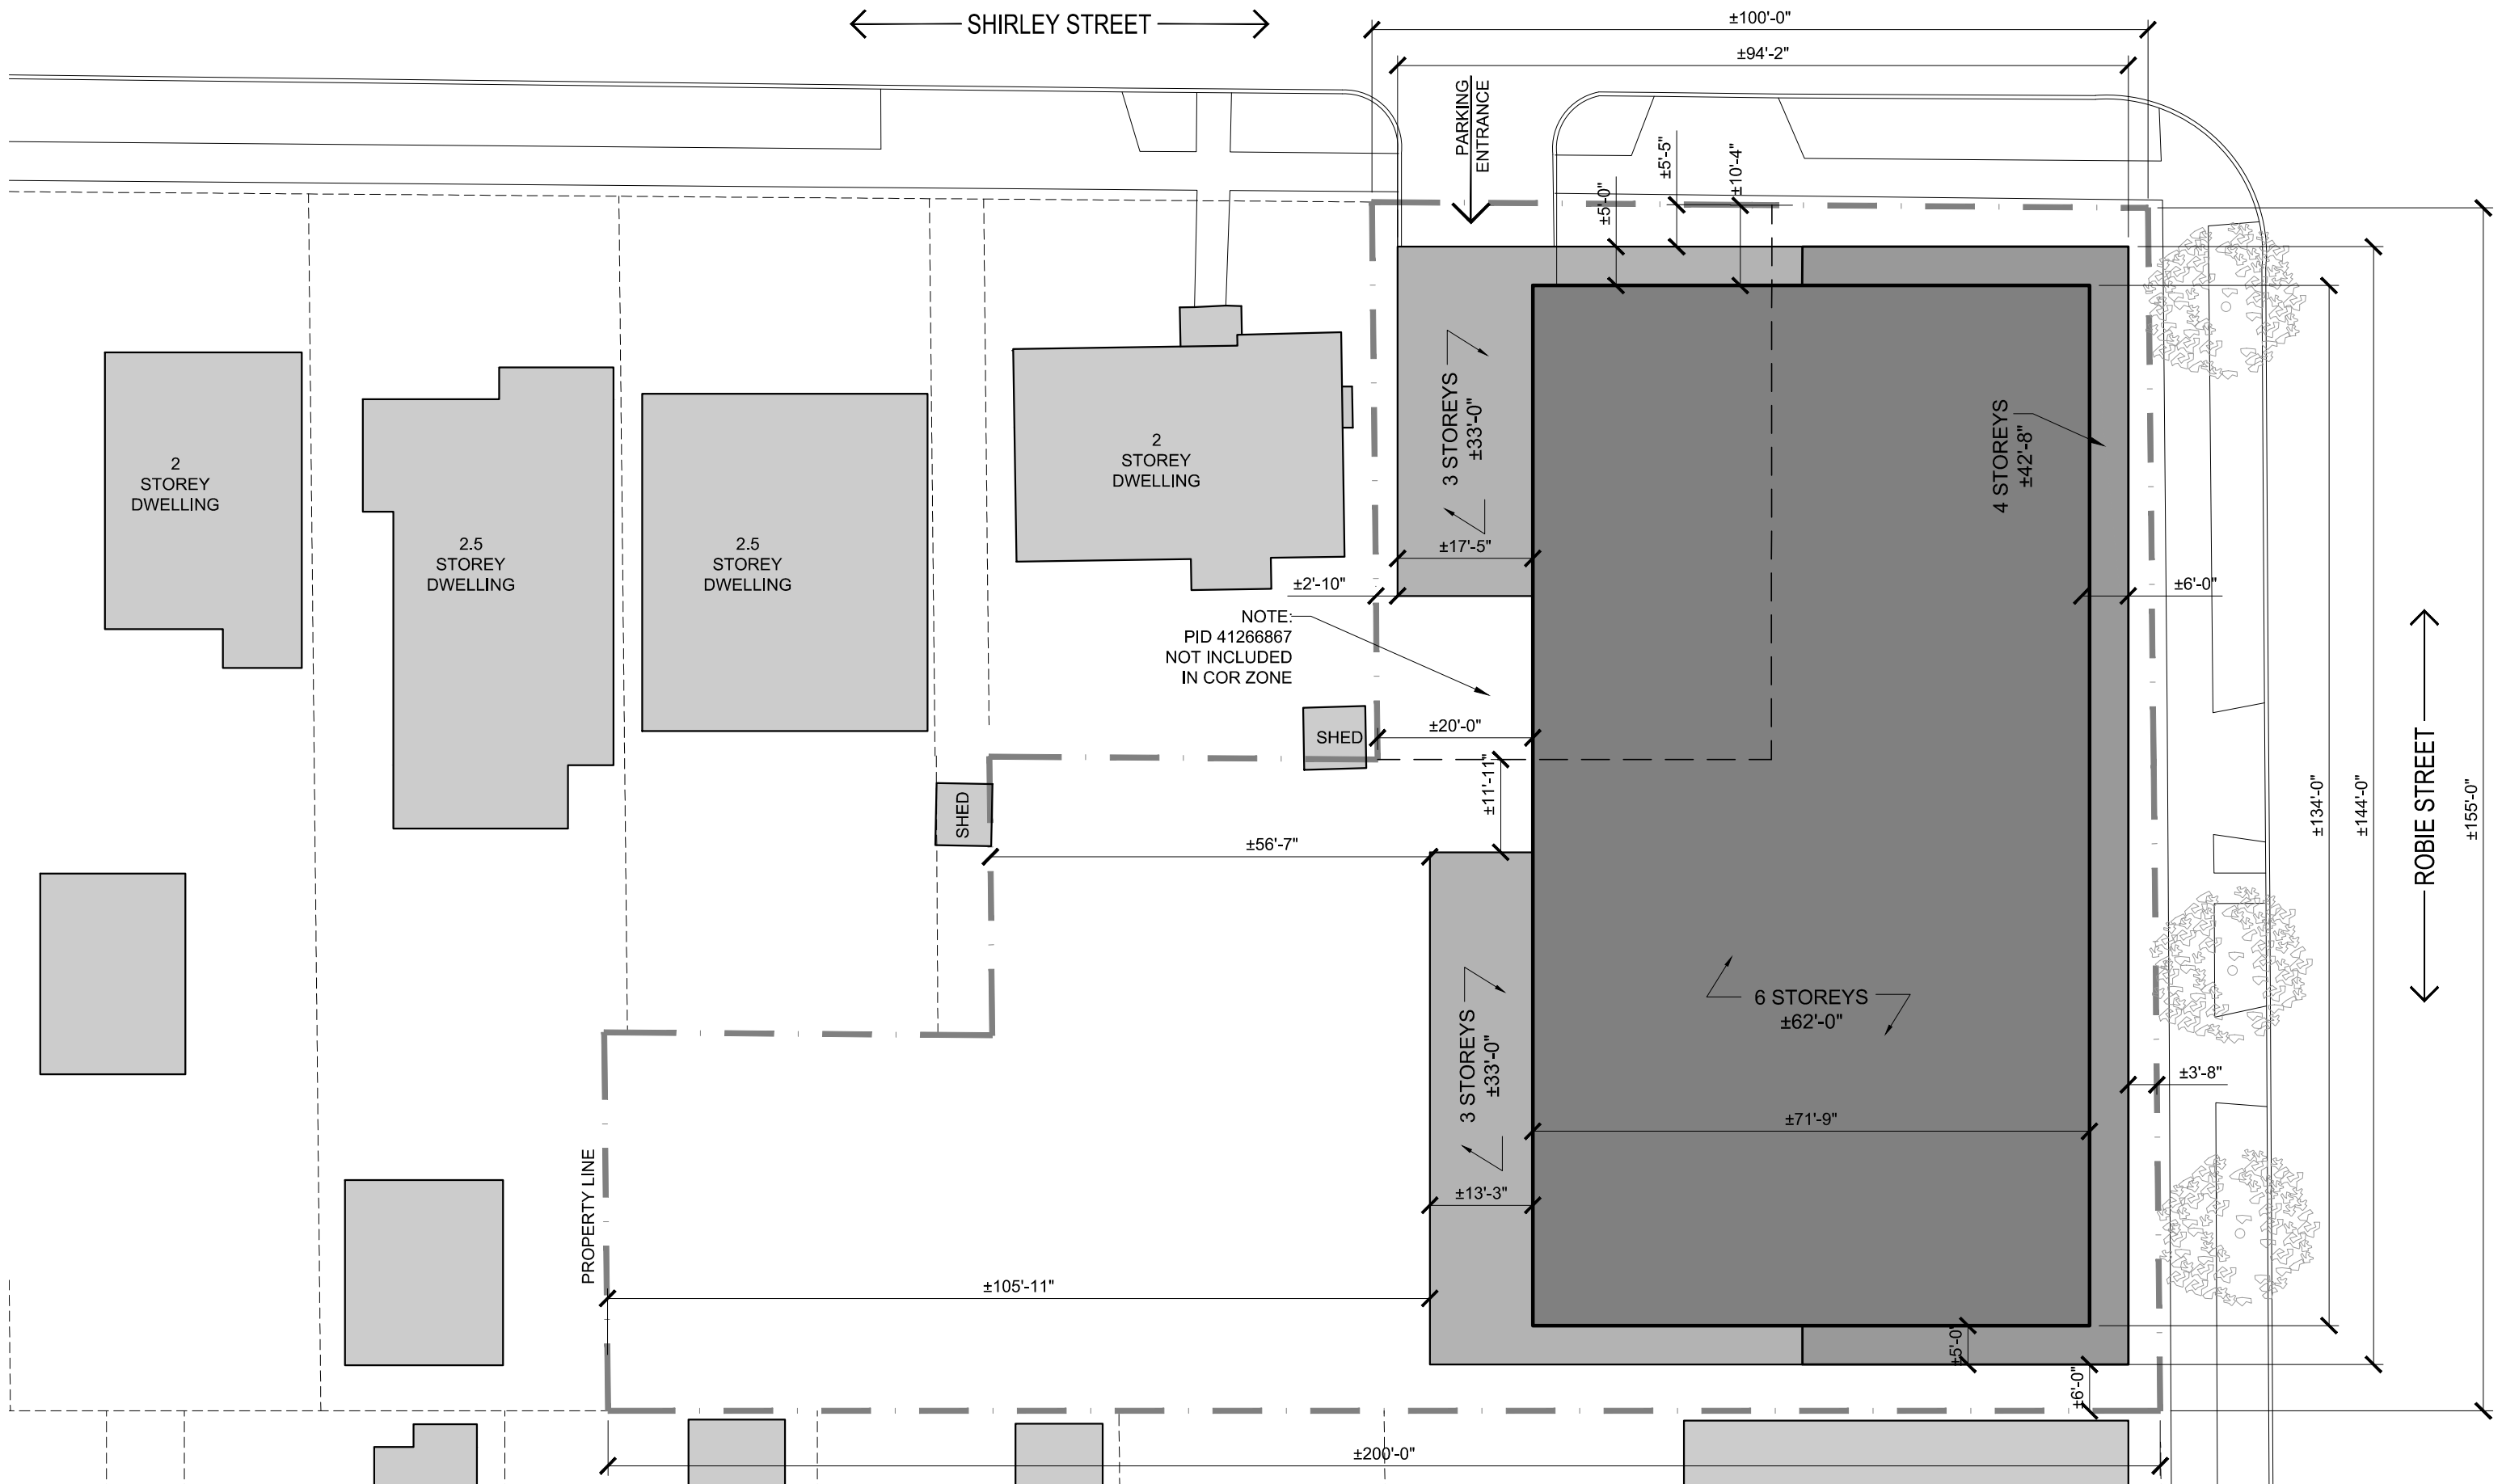 SHIRLEY STREET
±100'-0"
±94'-2"
PARKING
ENTRANCE
±5'-5"
±10'-4"
±5'-0"
3 STOREYS
±33'-0"
4 STOREYS
±42'-8"
2
STOREY
DWELLING
2
STOREY
DWELLING
2.5
STOREY
DWELLING
2.5
STOREY
DWELLING
±17'-5"
±2'-10"
±6'-0"
NOTE:
PID 41266867
NOT INCLUDED
IN COR ZONE
SHED
±20'-0"
±11'-11"
SHED
±56'-7"
±134'-0"
±144'-0"
ROBIE STREET
±155'-0"
6 STOREYS
±62'-0"
3 STOREYS
±33'-0"
±3'-8"
±71'-9"
PROPERTY LINE
±13'-3"
±105'-11"
±5'-0"
±6'-0"
±200'-0"